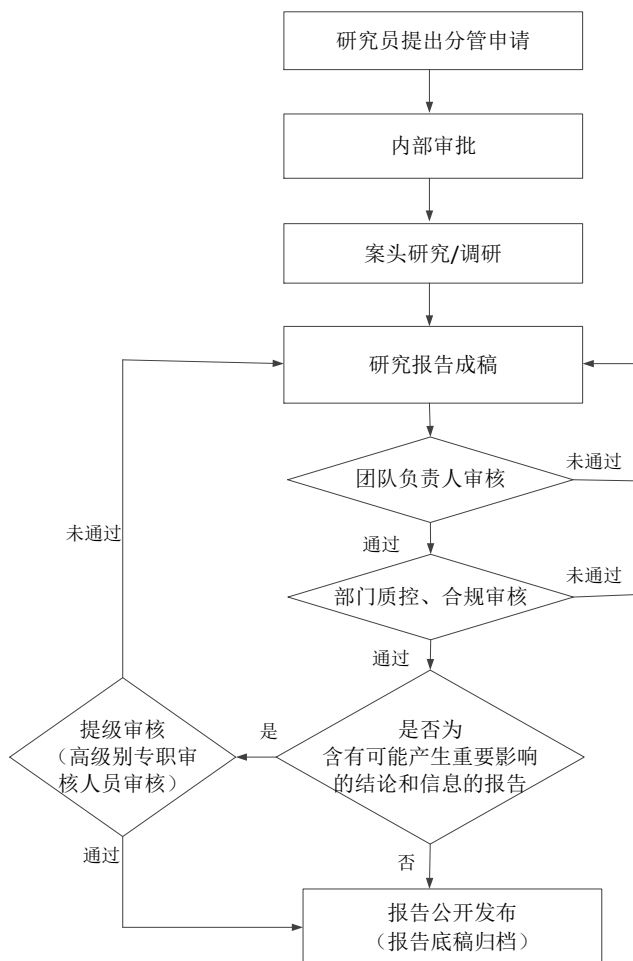 研究员提出分管申请
内部审批
案头研究/调研
研究报告成稿
团队负责人审核
未通过
未通过
通过
部门质控、合规审核
未通过
通过
提级审核
（高级别专职审
核人员审核）
是
是否为
含有可能产生重要影响
的结论和信息的报告
通过
否
报告公开发布
（报告底稿归档）